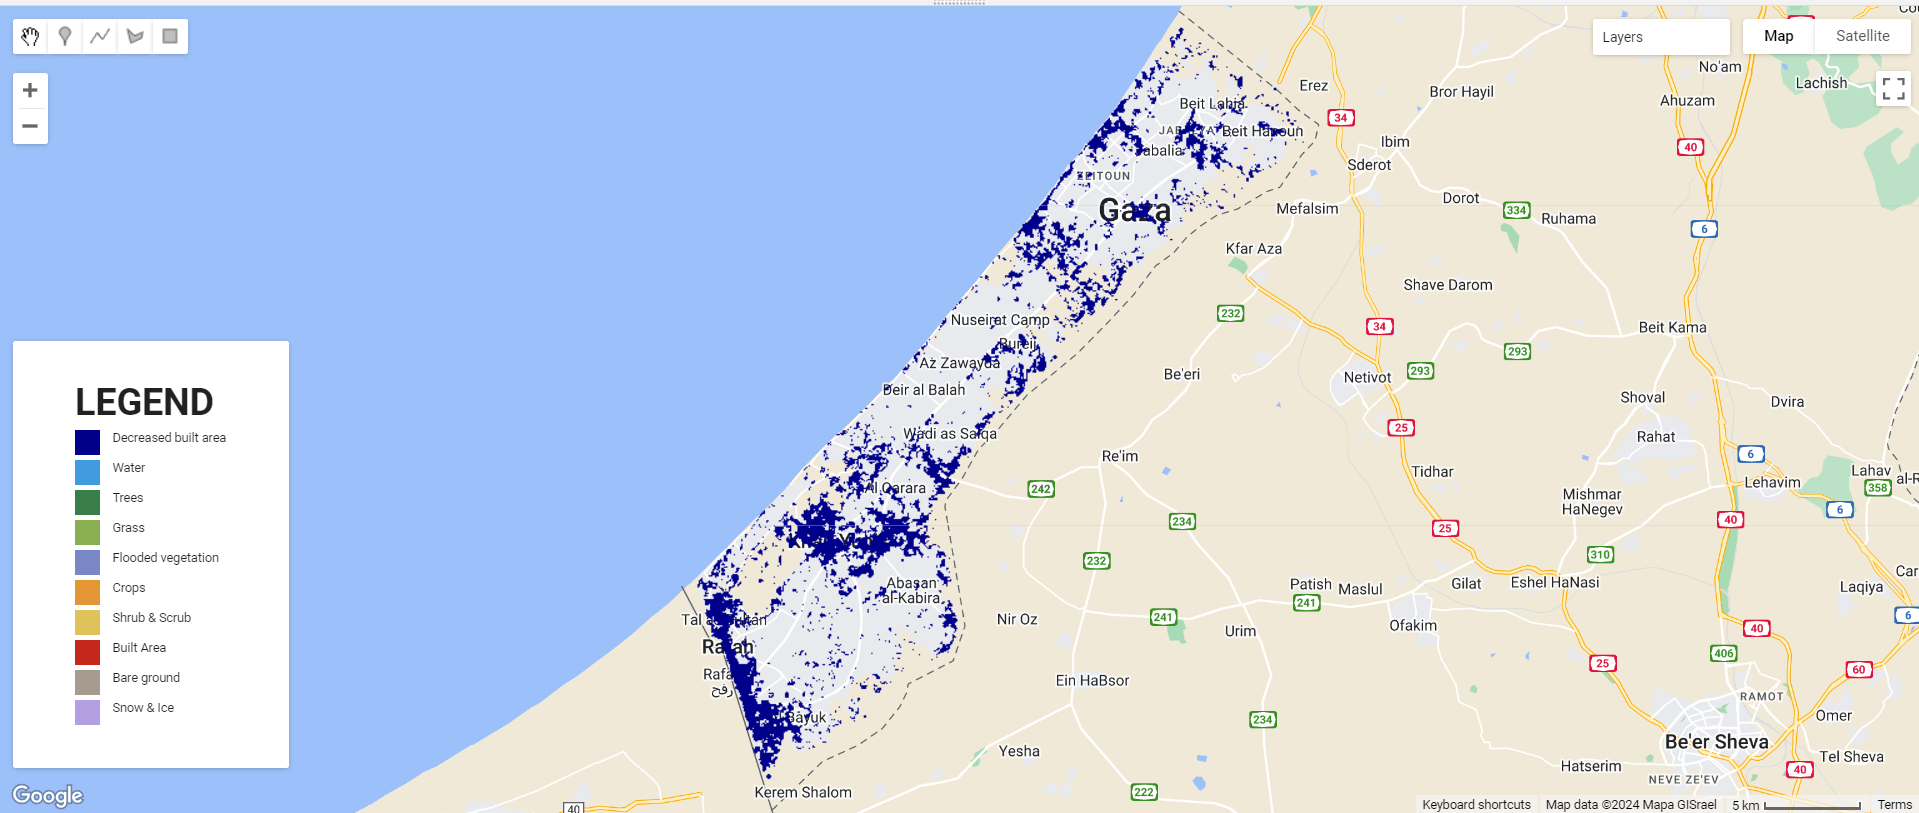 Layers
Map
Satellite
LEGEND
Decreased built area
Water
Trees
Grass
Flooded vegetation
Crops
Shrub & Scrub
Built Area
Bare ground
Snow & Ice
Beit Lahia
Beit Hanoun
Jabalia
ZEITOUN
Gaza
Nuseirat Camp
Bureij
Az Zawayda
Deir al Balah
Wadi as Salqa
Al Qarara
Abasan
al-Kabira
Rafah
رفح
Kerem Shalom
Erez
Bror Hayil
No'am
Ahuzam
Lachish
34
40
Ibim
Sderot
Dorot
334
Ruhama
6
Mefalsim
Kfar Aza
Shave Darom
232
34
Beit Kama
293
293
Be'eri
Netivot
Shoval
Dvira
25
Rahat
6
Re'im
Tidhar
Lahav
358
Lehavim
242
Mishmar
HaNegev
6
234
25
40
310
232
Patish
Maslul
Gilat
Eshel HaNasi
Laqiya
241
241
Nir Oz
Urim
Ofakim
6
40
406
25
60
Ein HaBsor
RAMOT
234
Omer
Be'er Sheva
Yesha
Tel Sheva
Hatserim
NEVE ZE'EV
40
222
40
Google
Keyboard shortcuts
Map data ©2024 Mapa GISrael
5 km
Terms